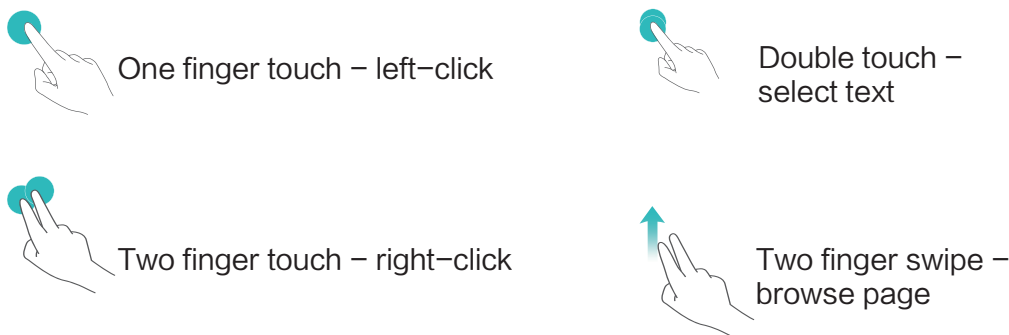 One finger touch – left–click
Double touch –
select text
Two finger touch – right–click
Two finger swipe –
browse page